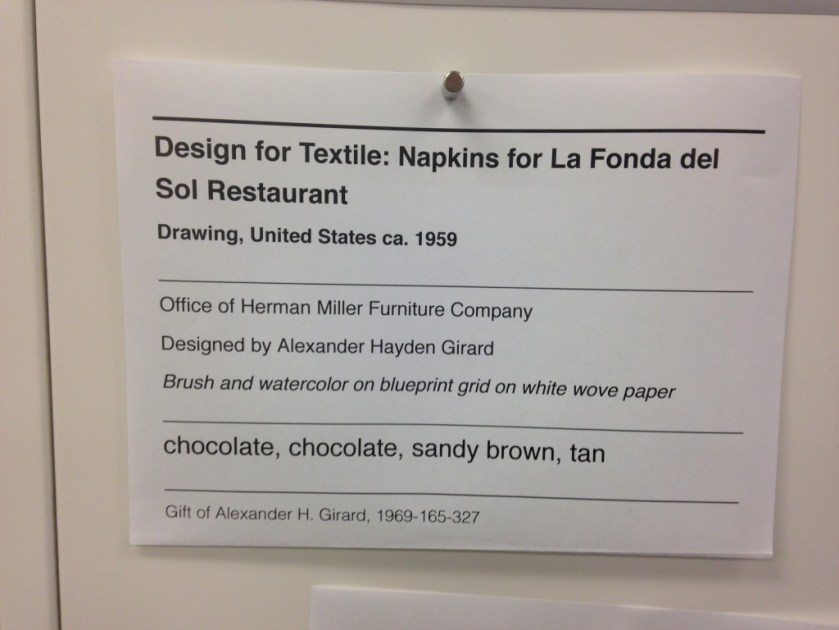 Design for Textile: Napkins for La Fonda del
Sol Restaurant
Drawing, United States ca. 1959
Office of Herman Miller Furniture Company
Designed by Alexander Hayden Girard
Brush and watercolor on blueprint grid on white wove paper
chocolate, chocolate, sandy brown, tan
Gift of Alexander H. Girard, 1969-165-327